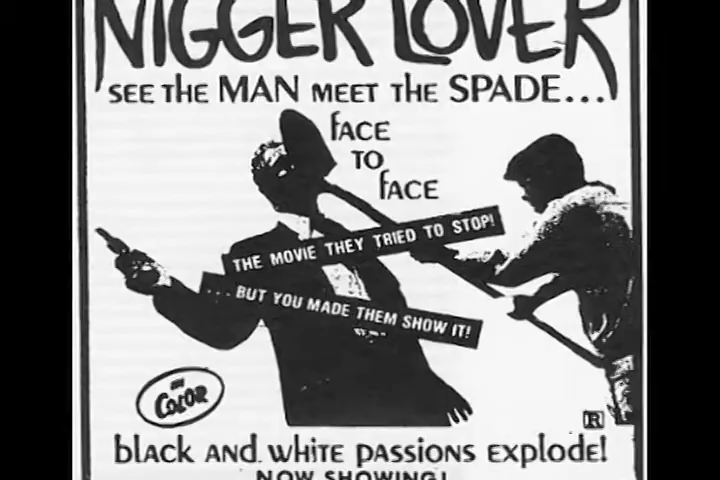 NIGGER LOVER
SEE THE MAN MEET THE SPADE...
fACE
TO
fACE
THE MOVIE THEY TRIED TO STOP!
...BUT YOU MADE THEM SHOW IT!
IN
COLOR
R
black AND white PASSIONS EXPLODE!
NOW SHOWING!